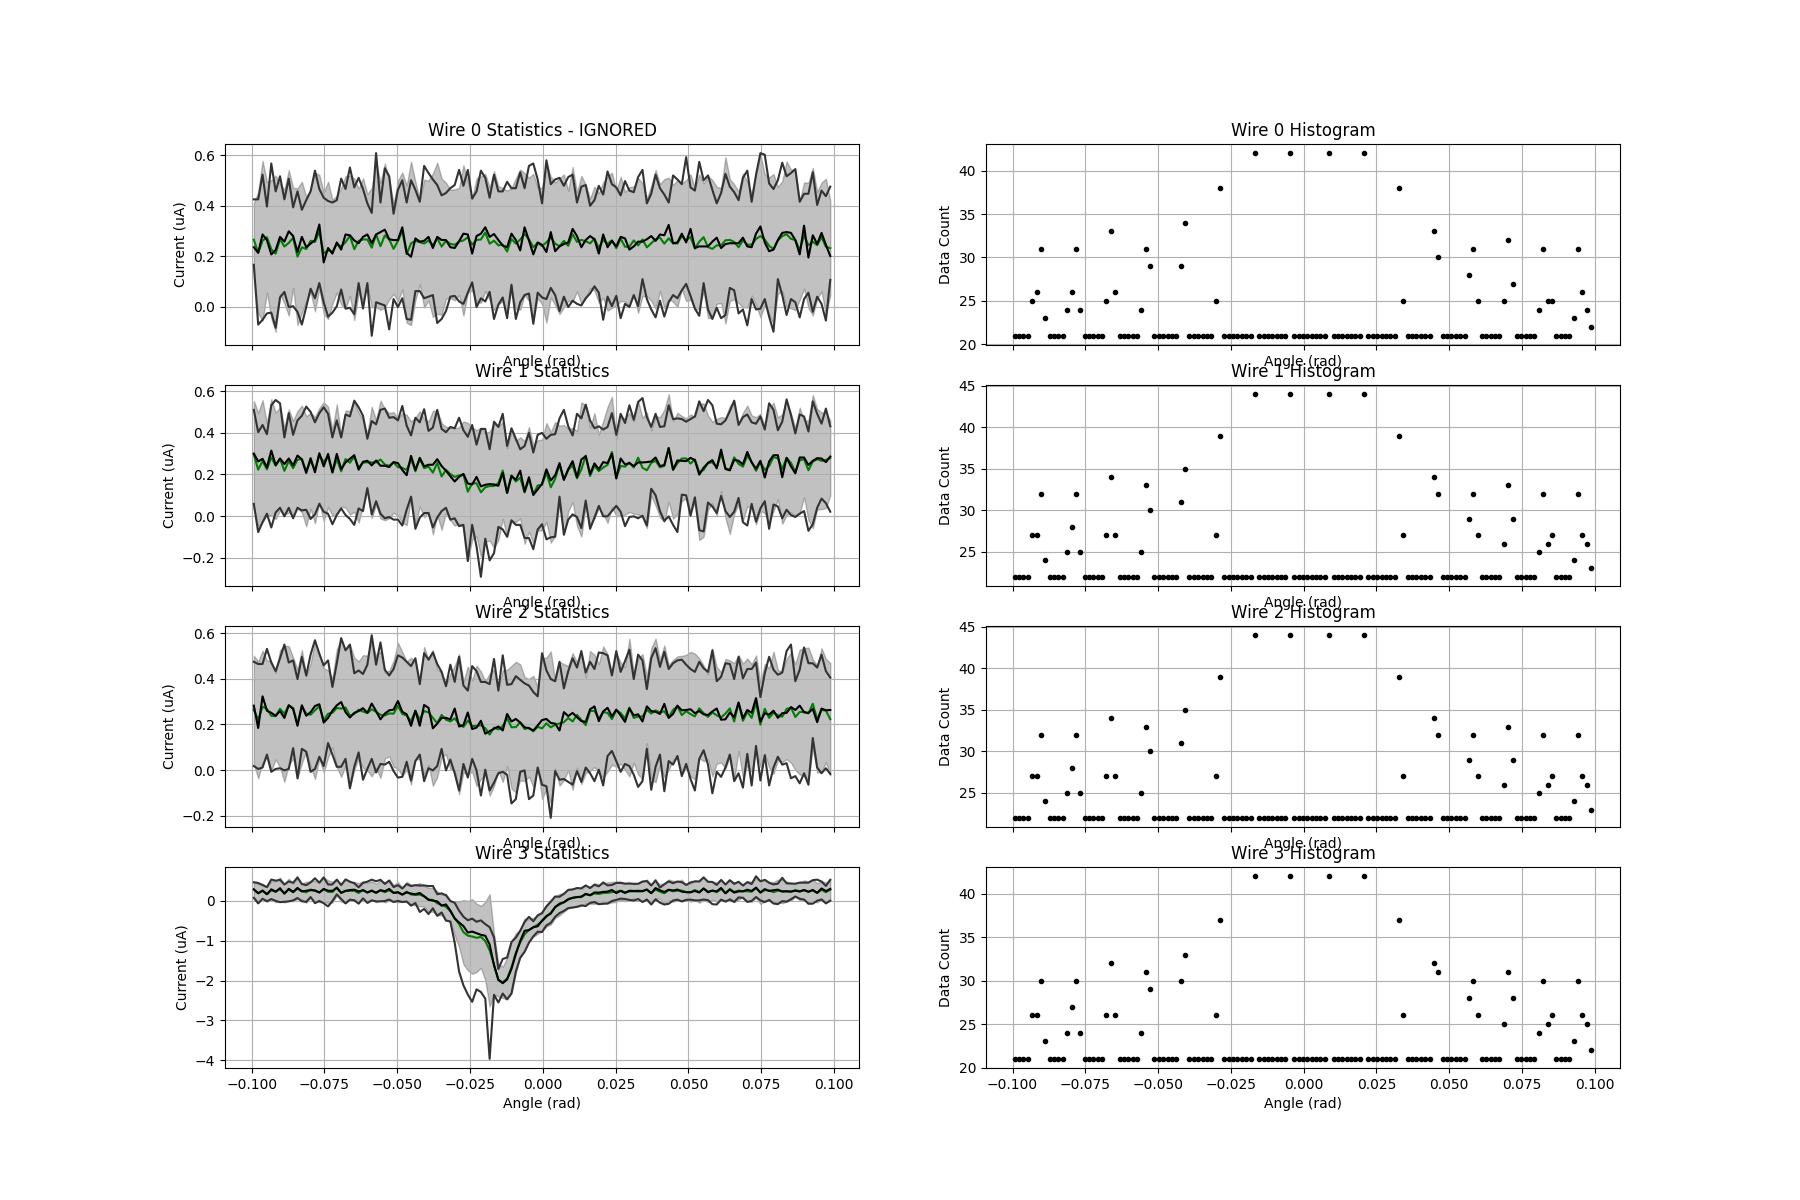 Wire 0 Statistics - IGNORED
Current (uA)
0.6
0.4
0.2
0.0
Angle (rad)
Wire 0 Histogram
Data Count
40
35
30
25
20
Angle (rad)
Wire 1 Statistics
Current (uA)
0.6
0.4
0.2
0.0
−0.2
Angle (rad)
Wire 1 Histogram
Data Count
45
40
35
30
25
Angle (rad)
Wire 2 Statistics
Current (uA)
0.6
0.4
0.2
0.0
−0.2
Angle (rad)
Wire 2 Histogram
Data Count
45
40
35
30
25
Angle (rad)
Wire 3 Statistics
Current (uA)
0
−1
−2
−3
−4
−0.100 −0.075 −0.050 −0.025 0.000 0.025 0.050 0.075 0.100
Angle (rad)
Wire 3 Histogram
Data Count
40
35
30
25
20
−0.100 −0.075 −0.050 −0.025 0.000 0.025 0.050 0.075 0.100
Angle (rad)